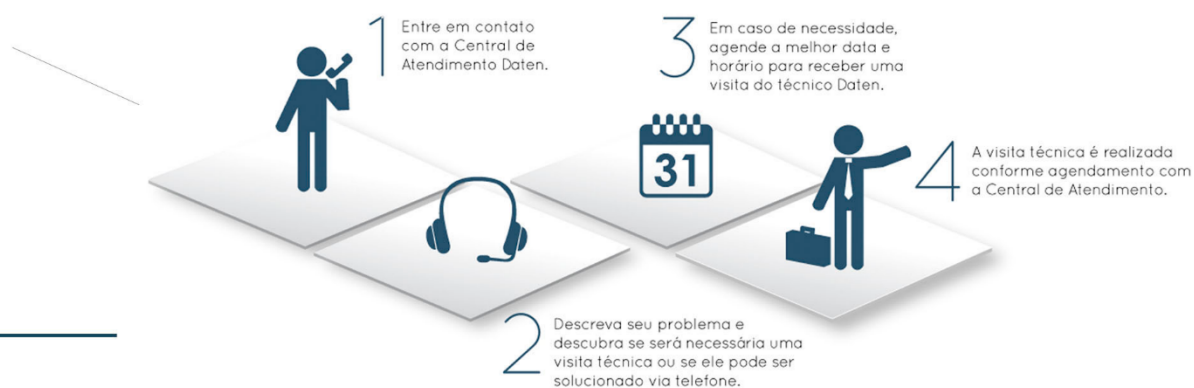 1
Entre em contato
com a Central de
Atendimento Daten.
2
Descreva seu problema e
descubra se será necessária uma
visita técnica ou se ele pode ser
solucionado via telefone.
3
Em caso de necessidade,
agende a melhor data e
horário para receber uma
visita do técnico Daten.
31
4
A visita técnica é realizada
conforme agendamento com
a Central de Atendimento.